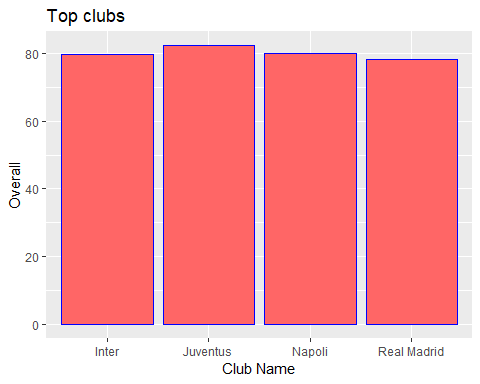 Top clubs
Overall
80
60
40
20
0
Inter Juventus Napoli Real Madrid
Club Name